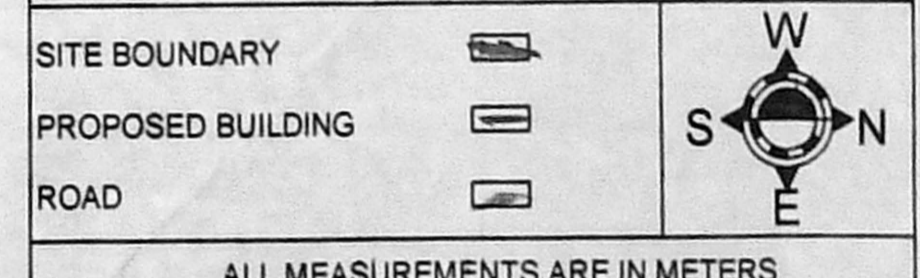 SITE BOUNDARY
PROPOSED BUILDING
ROAD
W
S N
E
ALL MEASUREMENTS ARE IN METERS